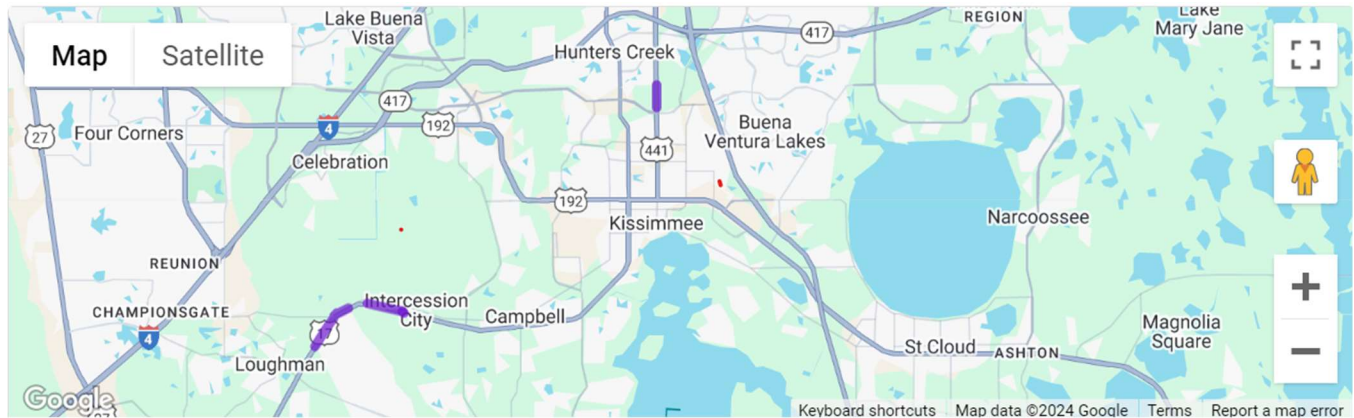 Map
Satellite
Lake Buena
Vista
Hunters Creek
417
REGION
Lake
Mary Jane
417
27
Four Corners
4
192
Celebration
441
Buena
Ventura Lakes
192
Kissimmee
Narcoossee
REUNION
CHAMPIONSGATE
4
17
Intercession
City
Campbell
Loughman
St Cloud
ASHTON
Magnolia
Square
Google
Keyboard shortcuts
Map data ©2024 Google
Terms
Report a map error